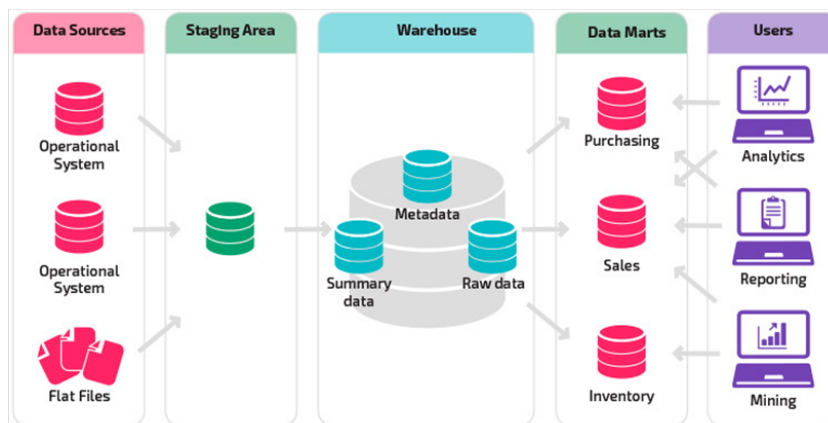 Data Sources
Staging Area
Warehouse
Data Marts
Users
Operational
System
Operational
System
Flat Files
Metadata
Summary
data
Raw data
Purchasing
Sales
Inventory
Analytics
Reporting
Mining